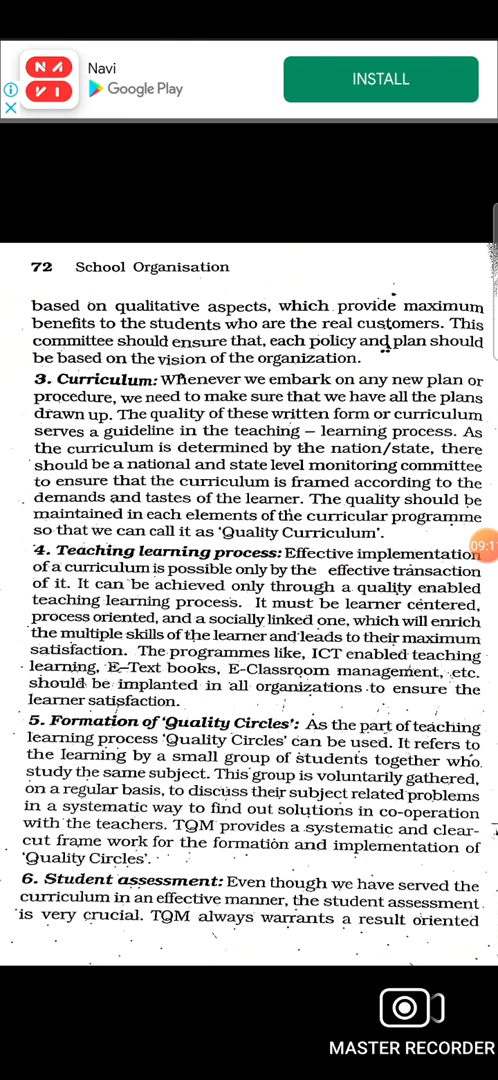 NAVI
Navi
Google Play
INSTALL
72 School Organisation
based on qualitative aspects, which provide maximum
benefits to the students who are the real customers. This
committee should ensure that, each policy and plan should
be based on the vision of the organization.
3. Curriculum: Whenever we embark on any new plan or
procedure, we need to make sure that we have all the plans
drawn up. The quality of these written form or curriculum
serves a guideline in the teaching – learning process. As
the curriculum is determined by the nation/state, there
should be a national and state level monitoring committee
to ensure that the curriculum is framed according to the
demands and tastes of the learner. The quality should be
maintained in each elements of the curricular programme
so that we can call it as 'Quality Curriculum'.
09:1
4. Teaching learning process: Effective implementation
of a curriculum is possible only by the effective transaction
of it. It can be achieved only through a quality enabled
teaching learning process. It must be learner centered,
process oriented, and a socially linked one, which will enrich
the multiple skills of the learner and leads to their maximum
satisfaction. The programmes like, ICT enabled teaching
learning, E-Text books, E-Classroom management, etc.
should be implanted in all organizations to ensure the
learner satisfaction.
5. Formation of 'Quality Circles': As the part of teaching
learning process 'Quality Circles' can be used. It refers to
the learning by a small group of students together who
study the same subject. This group is voluntarily gathered,
on a regular basis, to discuss their subject related problems
in a systematic way to find out solutions in co-operation
with the teachers. TQM provides a systematic and clear-
cut frame work for the formation and implementation of
'Quality Circles'.
6. Student assessment: Even though we have served the
curriculum in an effective manner, the student assessment
is very crucial. TQM always warrants a result oriented
MASTER RECORDER